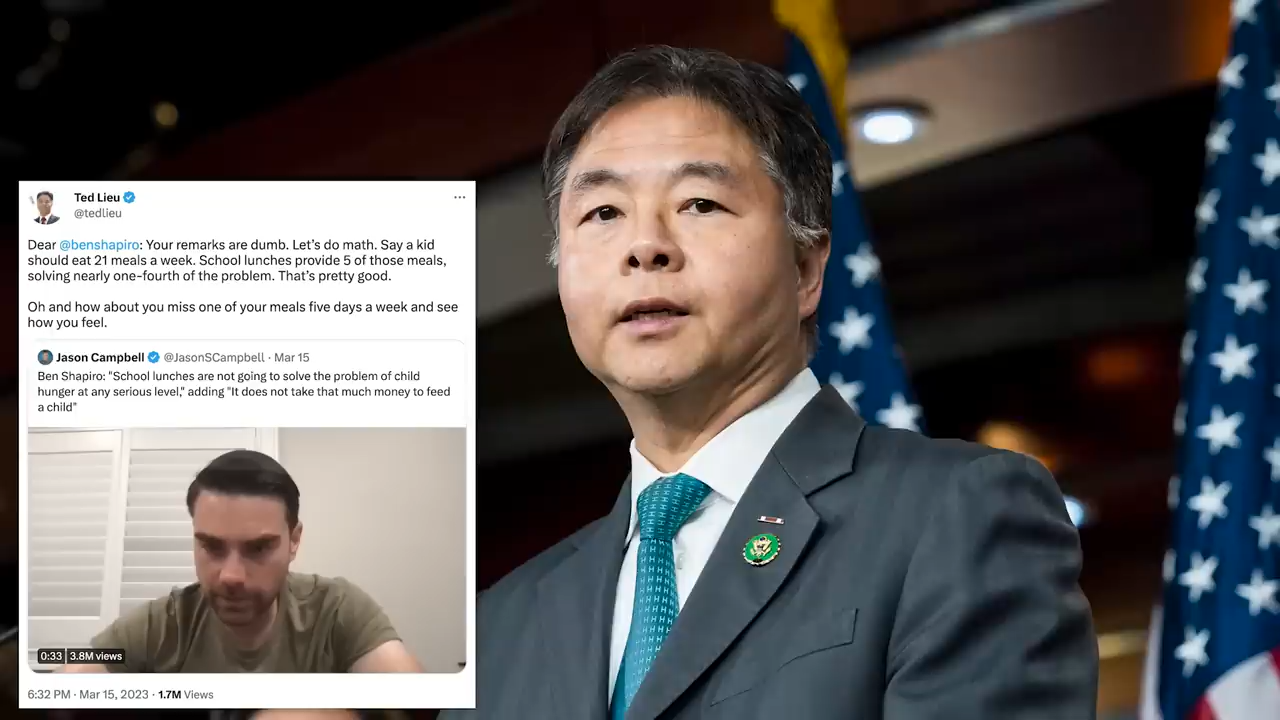 Ted Lieu
@tedlieu
Dear @benshapiro: Your remarks are dumb. Let's do math. Say a kid
should eat 21 meals a week. School lunches provide 5 of those meals,
solving nearly one-fourth of the problem. That's pretty good.
Oh and how about you miss one of your meals five days a week and see
how you feel.
Jason Campbell @JasonSCampbell · Mar 15
Ben Shapiro: "School lunches are not going to solve the problem of child
hunger at any serious level," adding "It does not take that much money to feed
a child"
0:33 3.8M views
6:32 PM · Mar 15, 2023 · 1.7M Views